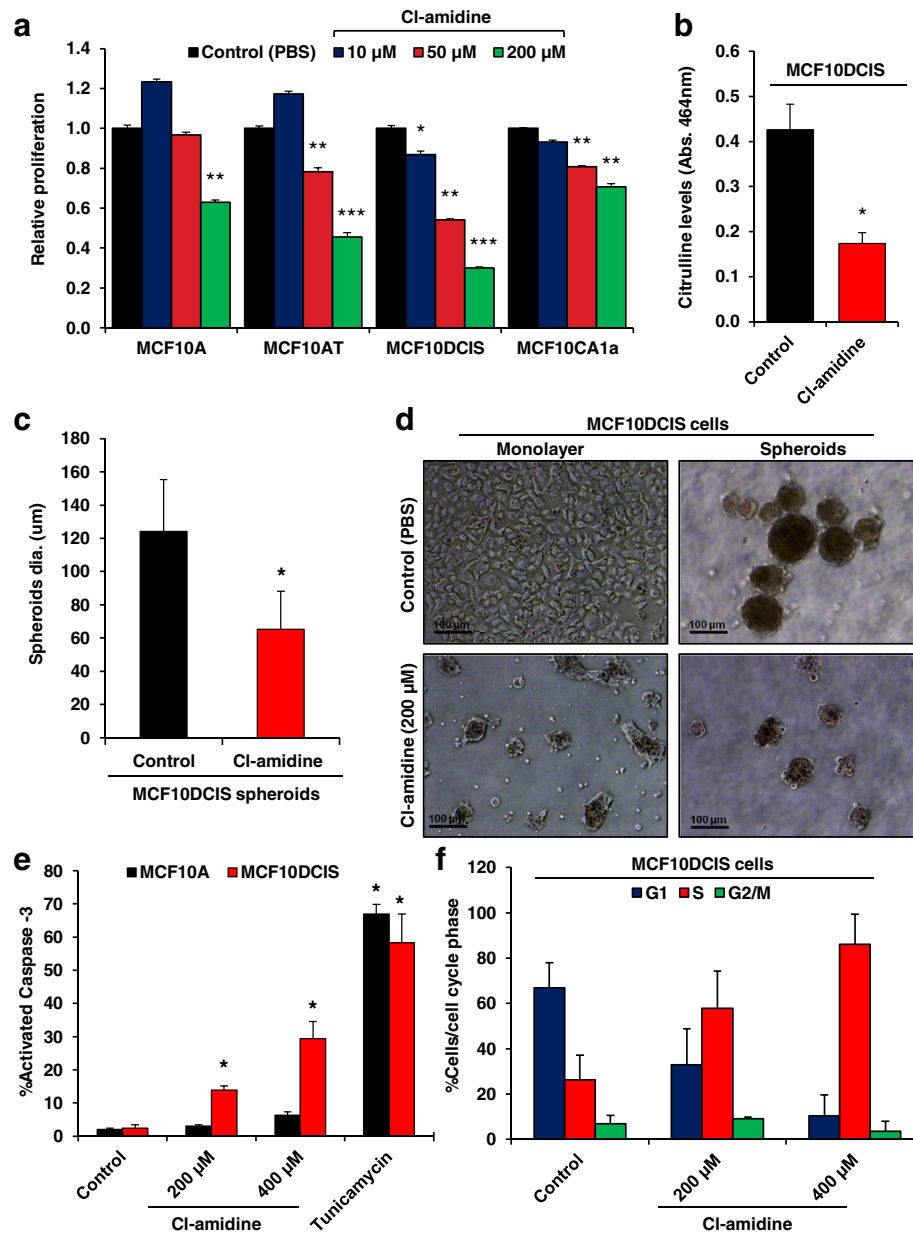 a
Cl-amidine
Control (PBS) 10 µM 50 µM 200 µM
Relative proliferation
1.4
1.2
1.0
0.8
0.6
0.4
0.2
0.0
** ** *** * ** *** ** **
MCF10A MCF10AT MCF10DCIS MCF10CA1a
b
MCF10DCIS
Citrulline levels (Abs. 464nm)
0.6
0.5
0.4
0.3
0.2
0.1
0.0
*
Control
Cl-amidine
c
Spheroids dia. (um)
180
160
140
120
100
80
60
40
20
0
*
Control Cl-amidine
MCF10DCIS spheroids
d
MCF10DCIS cells
Monolayer Spheroids
Control (PBS)
100 µm
100 µm
Cl-amidine (200 µM)
100 µm
100 µm
e
MCF10A MCF10DCIS
%Activated Caspase -3
80
70
60
50
40
30
20
10
0
* * * *
Control
200 µM
400 µM
Tunicamycin
Cl-amidine
f
MCF10DCIS cells
G1 S G2/M
%Cells/cell cycle phase
120
100
80
60
40
20
0
Control
200 µM
400 µM
Cl-amidine